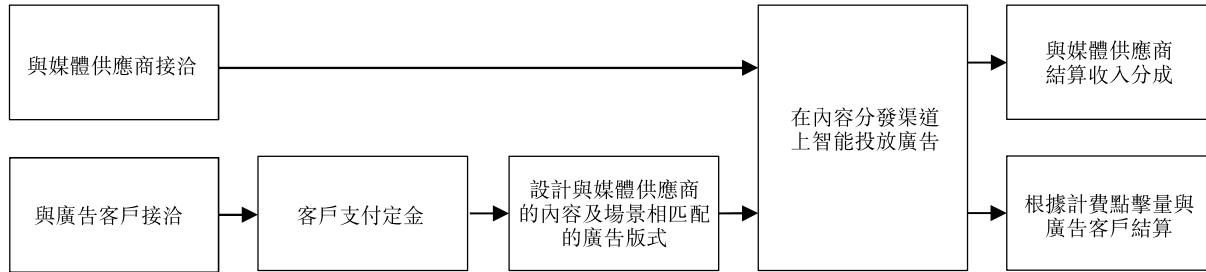 與媒體供應商接洽
與媒體供應商
結算收入分成
在內容分發渠道
上智能投放廣告
與廣告客戶接洽
客戶支付定金
設計與媒體供應商
的內容及場景相匹配
的廣告版式
根據計費點擊量與
廣告客戶結算